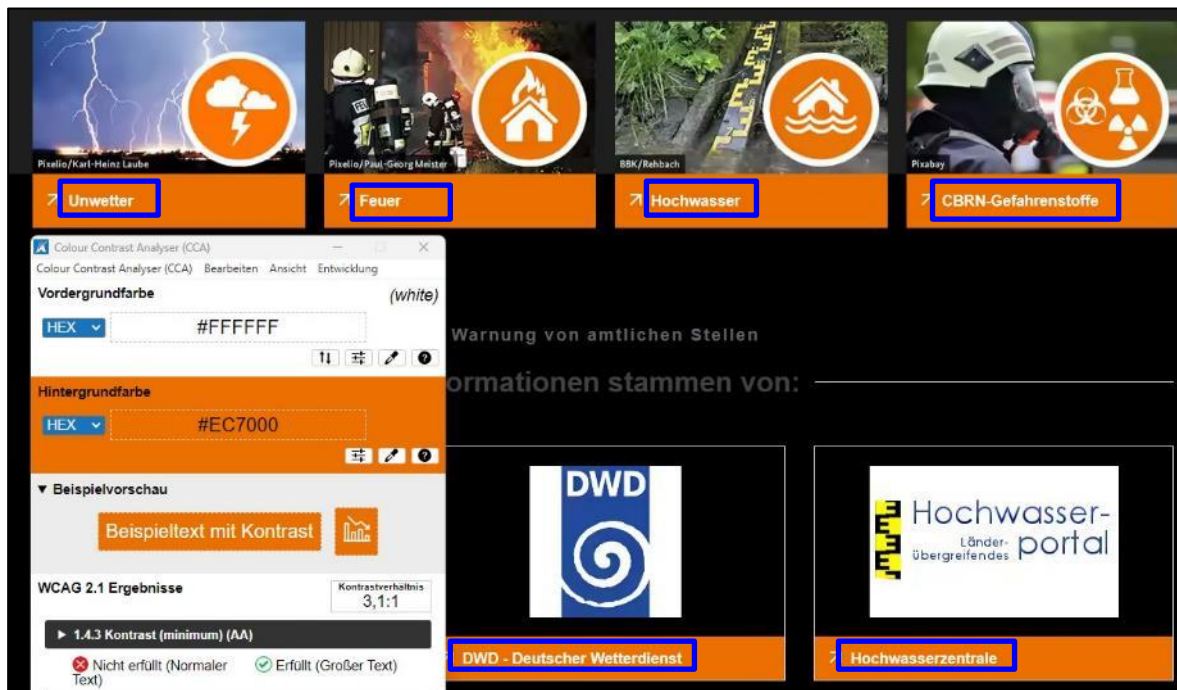 Pixelio/Karl-Heinz Laube
Pixelio/Paul-Georg Meister
BBK/Rehbach
Pixabay
Unwetter
Feuer
Hochwasser
CBRN-Gefahrenstoffe
Colour Contrast Analyser (CCA)
Colour Contrast Analyser (CCA) Bearbeiten Ansicht Entwicklung
Vordergrundfarbe (white)
HEX #FFFFFF
Hintergrundfarbe
HEX #EC7000
Beispielvorschau
Beispieltext mit Kontrast
WCAG 2.1 Ergebnisse
Kontrastverhältnis
3,1:1
1.4.3 Kontrast (minimum) (AA)
Nicht erfüllt (Normaler
Text)
Erfüllt (Großer Text)
Warnung von amtlichen Stellen
ormationen stammen von:
DWD
DWD - Deutscher Wetterdienst
Hochwasser-
Länder-
übergreifendes portal
Hochwasserzentrale